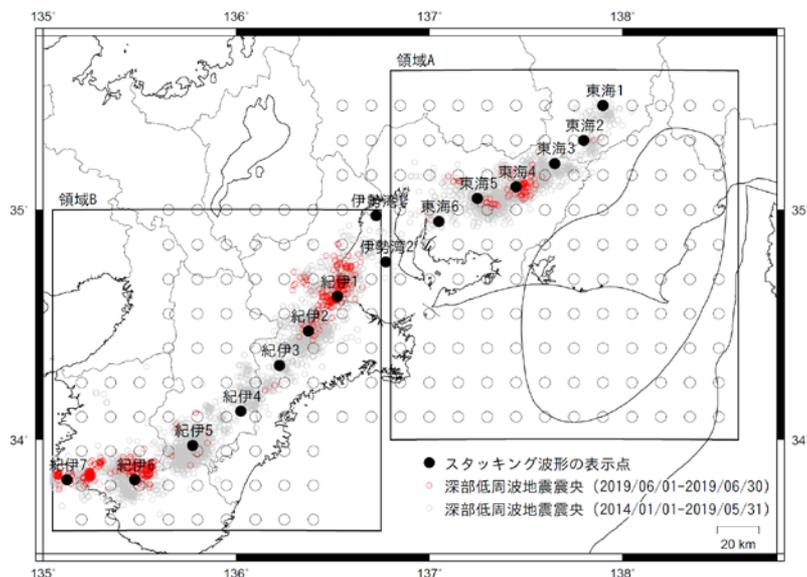 135゚
136゚
137゚
138゚
領域A
東海1
東海2
東海3
東海4
東海5
東海6
領域B
35゚
35゚
伊勢湾2
紀伊1
紀伊2
紀伊3
紀伊4
紀伊5
紀伊6
紀伊7
34゚
34゚
スタッキング波形の表示点
深部低周波地震震央（2019/06/01-2019/06/30）
深部低周波地震震央（2014/01/01-2019/05/31）
20 km
135゚
136゚
137゚
138゚